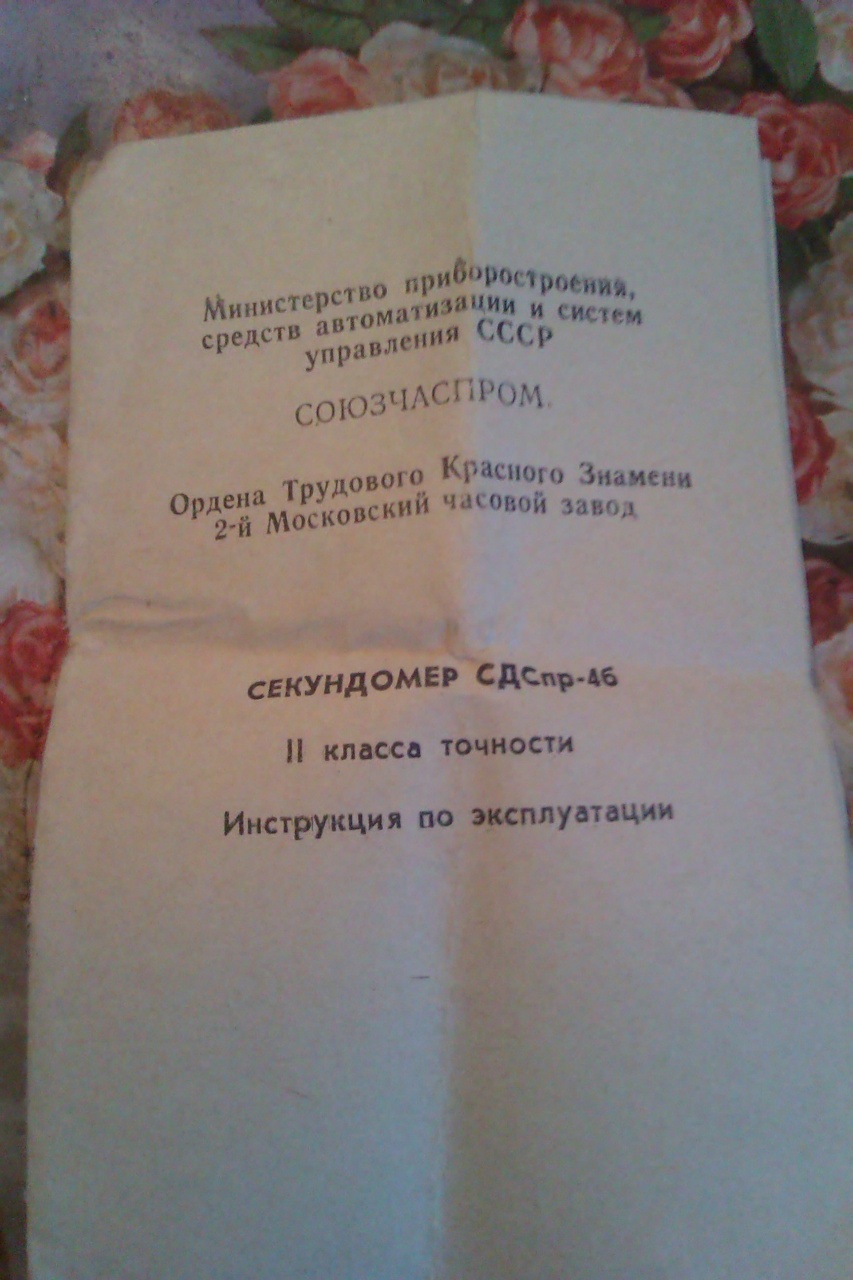 Министерство приборостроения,
средств автоматизации и систем
управления СССР
СОЮЗЧАСПРОМ.
Ордена Трудового Красного Знамени
2-й Московский часовой завод
СЕКУНДОМЕР СДСпр-46
II класса точности
Инструкция по эксплуатации